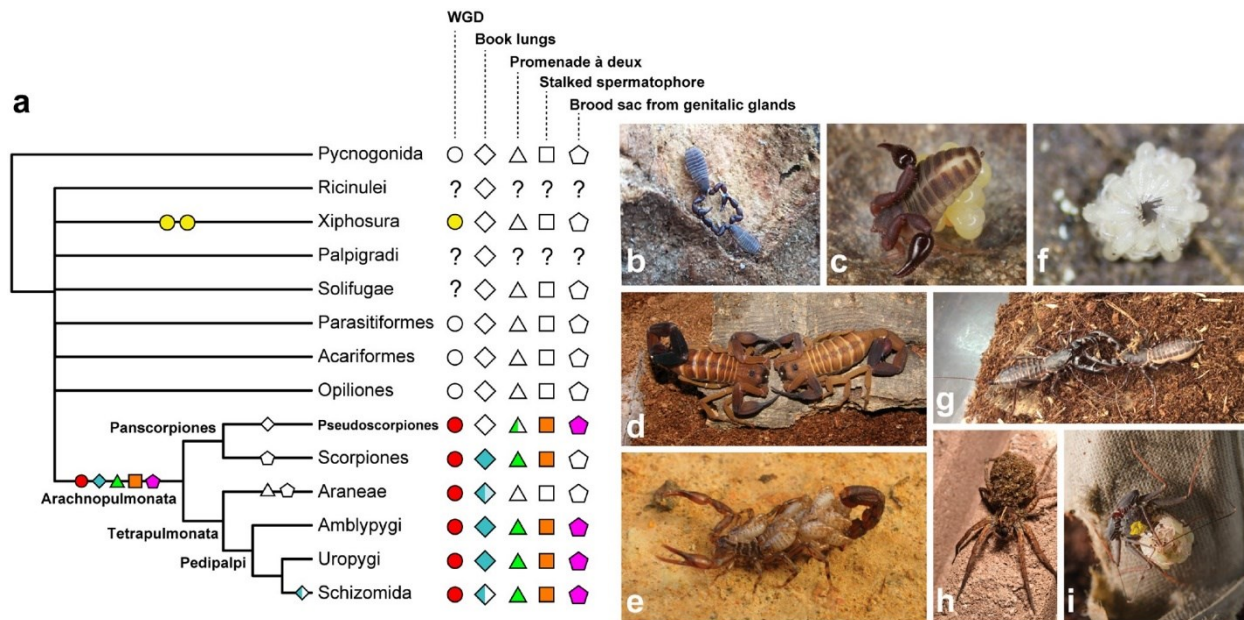 WGD
Book lungs
Promenade à deux
Stalked spermatophore
Brood sac from genitalic glands
a
Pycnogonida
Ricinulei ? ? ? ?
Xiphosura
Palpigradi ? ? ? ?
Solifugae ?
Parasitiformes
Acariformes
Opiliones
Panscorpiones
Pseudoscorpiones
Scorpiones
Arachnopulmonata
Araneae
Tetrapulmonata
Amblypygi
Pedipalpi
Uropygi
Schizomida
b
c
f
d
g
e
h
i